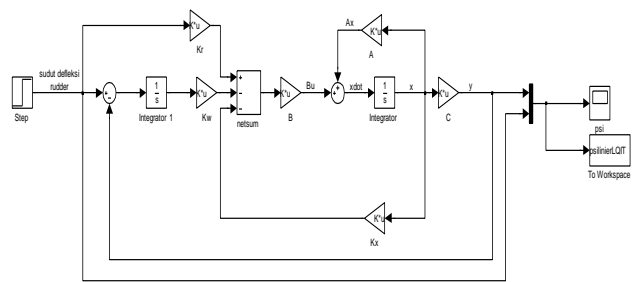 K*u
Kr
Ax
K*u
A
sudut defleksi
rudder
Step
+
-
1
s
Integrator 1
K*u
Kw
+
-
-
netsum
K*u
B
Bu
+
+
xdot
1
s
Integrator
x
K*u
C
y
psi
psilinierLQIT
To Workspace
K*u
Kx